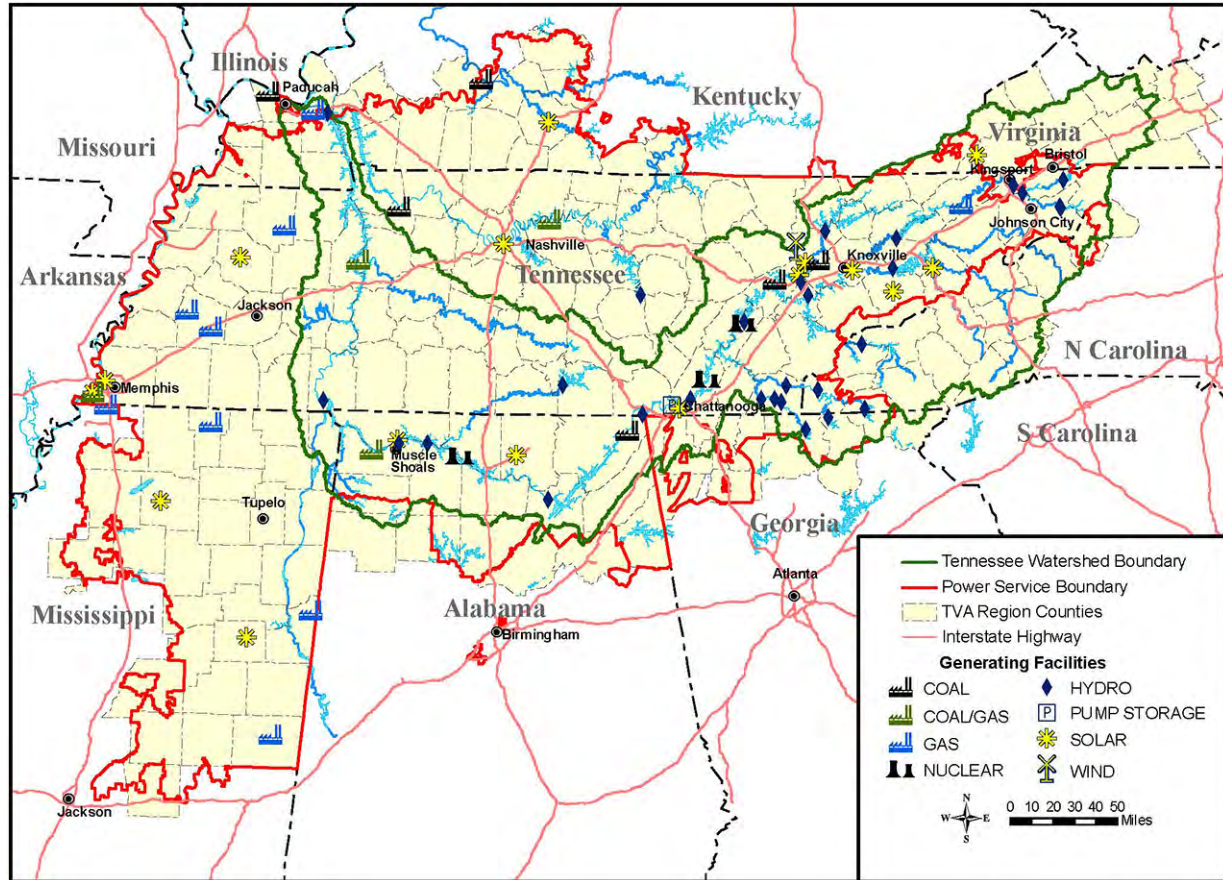 Illinois
Paducah
Kentucky
Missouri
Virginia
Bristol
Kingsport
Johnson City
Nashville
Tennessee
Knoxville
Arkansas
Jackson
N Carolina
Memphis
Chattanooga
S Carolina
Muscle
Shoals
Tupelo
Georgia
Atlanta
Mississippi
Alabama
Birmingham
Jackson
Tennessee Watershed Boundary
Power Service Boundary
TVA Region Counties
Interstate Highway
Generating Facilities
COAL
HYDRO
COAL/GAS
P PUMP STORAGE
GAS
SOLAR
NUCLEAR
WIND
N
W E
S
0 10 20 30 40 50
Miles